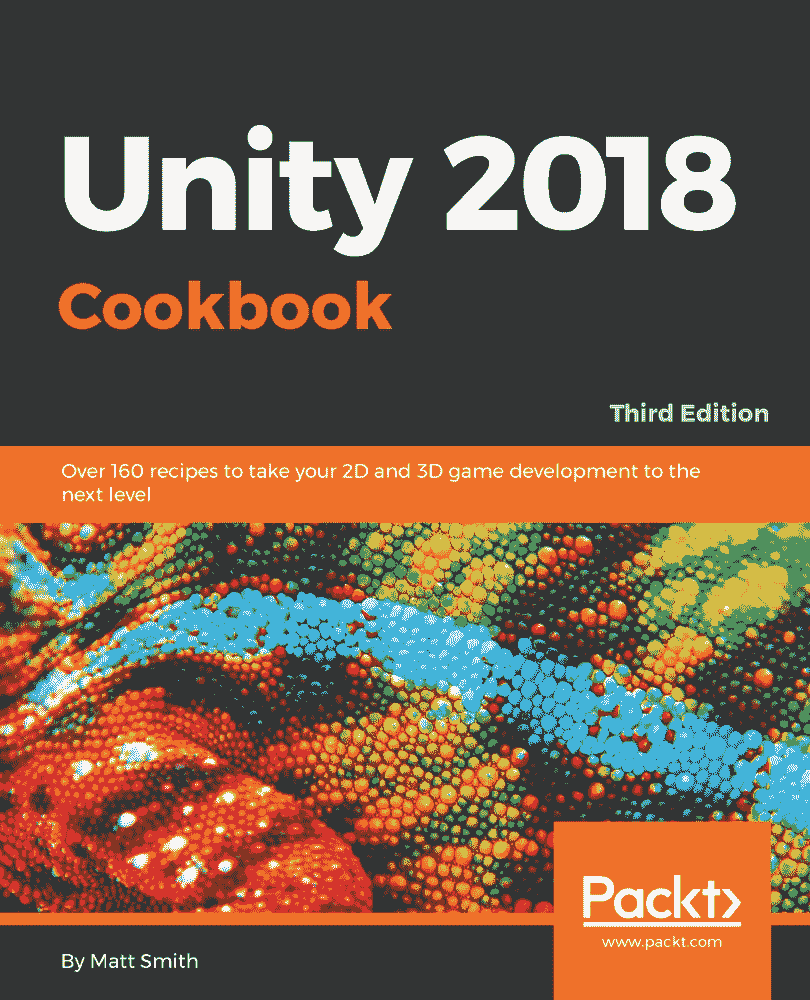 Unity 2018
Cookbook
Third Edition
Over 160 recipes to take your 2D and 3D game development to the
next level
Packt>
www.packt.com
By Matt Smith